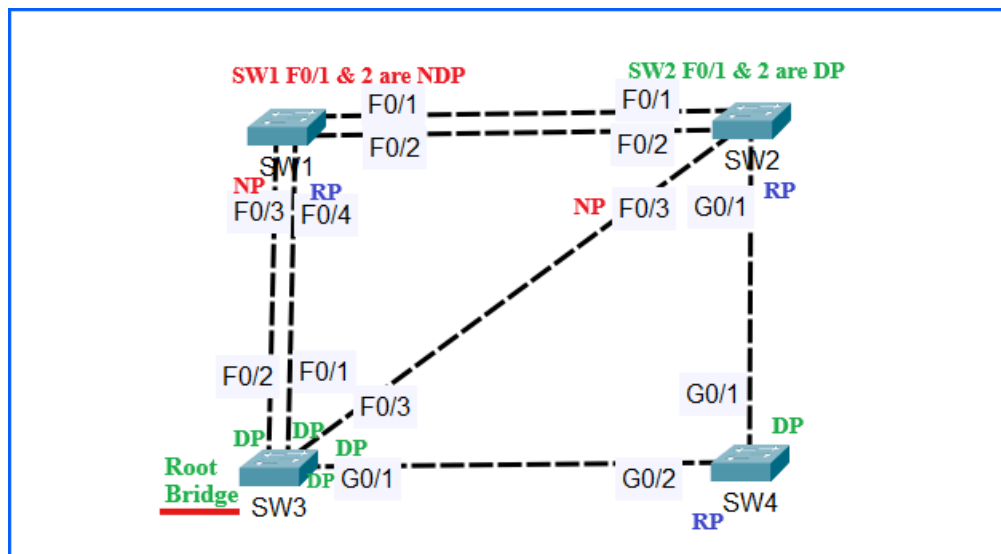 SW1 F0/1 & 2 are NDP
SW2 F0/1 & 2 are DP
F0/1
F0/1
F0/2
F0/2
SW1
SW2
NP
RP
RP
F0/3
F0/4
NP
F0/3
G0/1
F0/2
F0/1
F0/3
G0/1
DP
DP
DP
DP
DP
Root
Bridge
G0/1
G0/2
SW3
SW4
RP